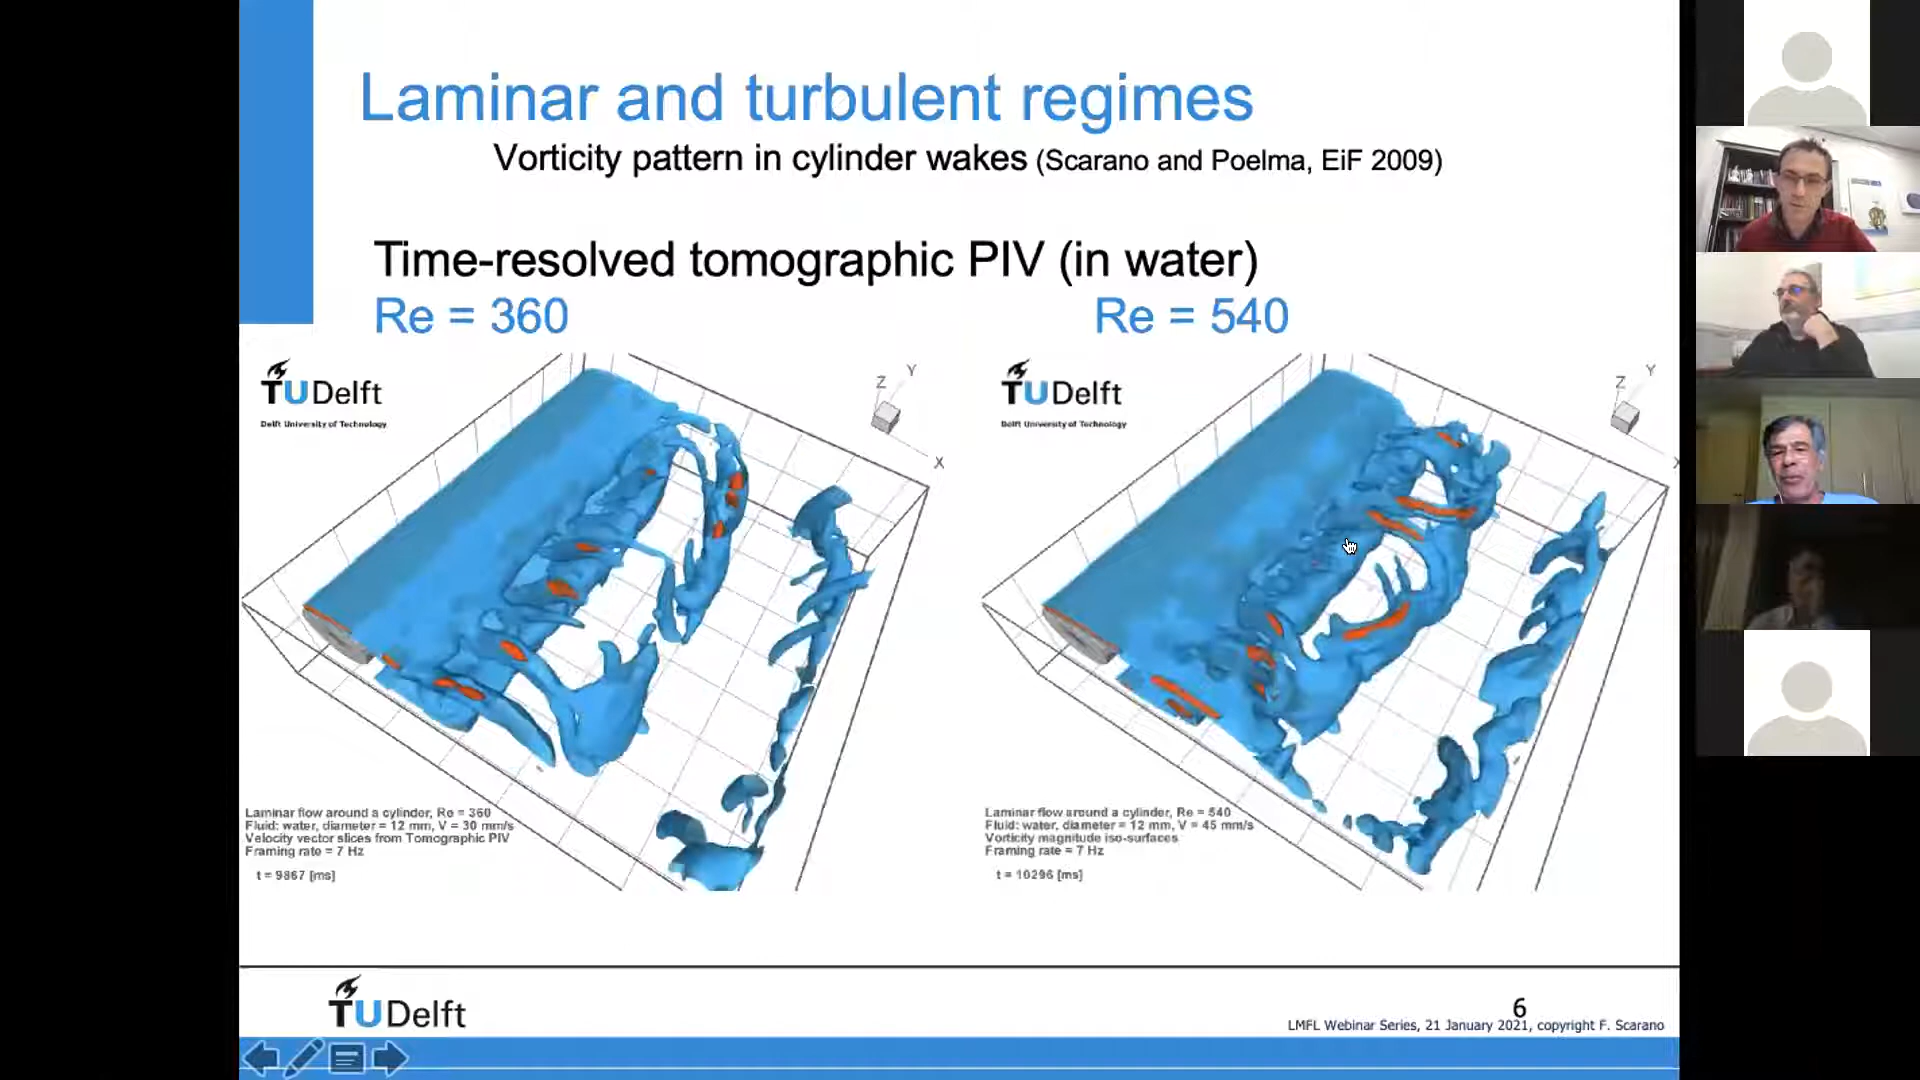 Laminar and turbulent regimes
Vorticity pattern in cylinder wakes (Scarano and Poelma, EiF 2009)
Time-resolved tomographic PIV (in water)
Re = 360
Re = 540
TUDelft
Delft University of Technology
Z
Y
X
Laminar flow around a cylinder, Re = 360
Fluid: water, diameter = 12 mm, V = 30 mm/s
Velocity vector slices from Tomographic PIV
Framing rate = 7 Hz
t = 9867 [ms]
TUDelft
Delft University of Technology
Z
Y
X
Laminar flow around a cylinder, Re = 540
Fluid: water, diameter = 12 mm, V = 45 mm/s
Vorticity magnitude iso-surfaces
Framing rate = 7 Hz
t = 10296 [ms]
TUDelft
6
LMFL Webinar Series, 21 January 2021, copyright F. Scarano